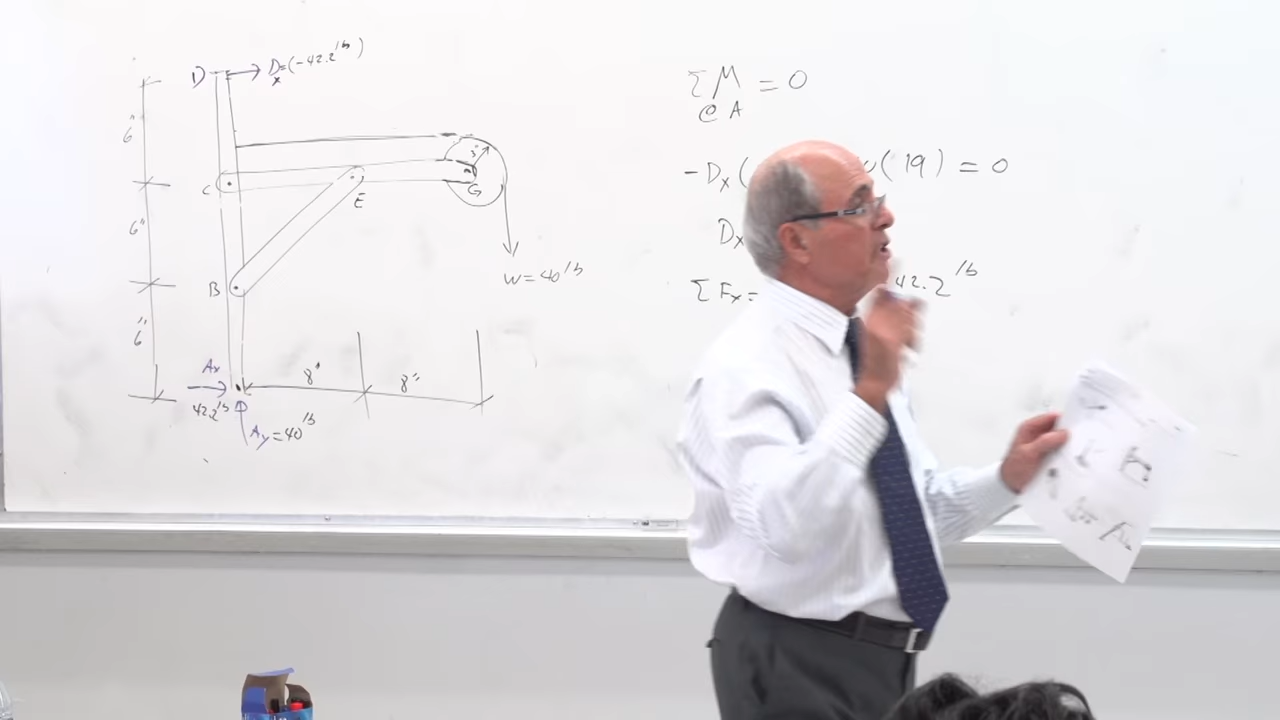 D Dx=(-42.2 lb)
6"
3"
C
G
E
6"
W=40 lb
B
6"
Ax
8"
8"
42.2 lb
Ay=40 lb
ΣM = 0
@ A
-Dx( 0(19) = 0
Dx
ΣFx= 42.2 lb